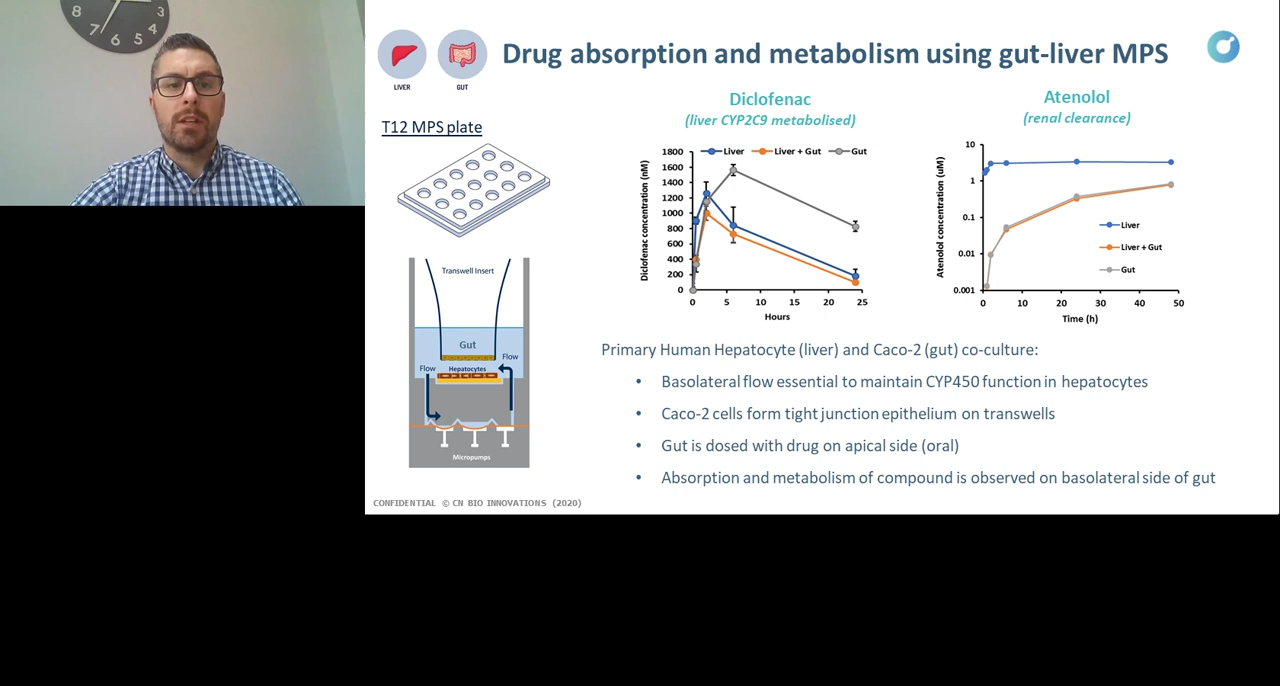 8
7
6
5
4
3
Drug absorption and metabolism using gut-liver MPS
LIVER
GUT
T12 MPS plate
Transwell Insert
Gut
Flow
Flow
Hepatocytes
Micropumps
Diclofenac
(liver CYP2C9 metabolised)
Liver
Liver + Gut
Gut
Diclofenac concentration (nM)
1800
1600
1400
1200
1000
800
600
400
200
0
0 5 10 15 20 25
Hours
Atenolol
(renal clearance)
Atenolol concentration (uM)
10
1
0.1
0.01
0.001
Liver
Liver + Gut
Gut
0 10 20 30 40 50
Time (h)
Primary Human Hepatocyte (liver) and Caco-2 (gut) co-culture:
• Basolateral flow essential to maintain CYP450 function in hepatocytes
• Caco-2 cells form tight junction epithelium on transwells
• Gut is dosed with drug on apical side (oral)
• Absorption and metabolism of compound is observed on basolateral side of gut
CONFIDENTIAL © CN BIO INNOVATIONS (2020)